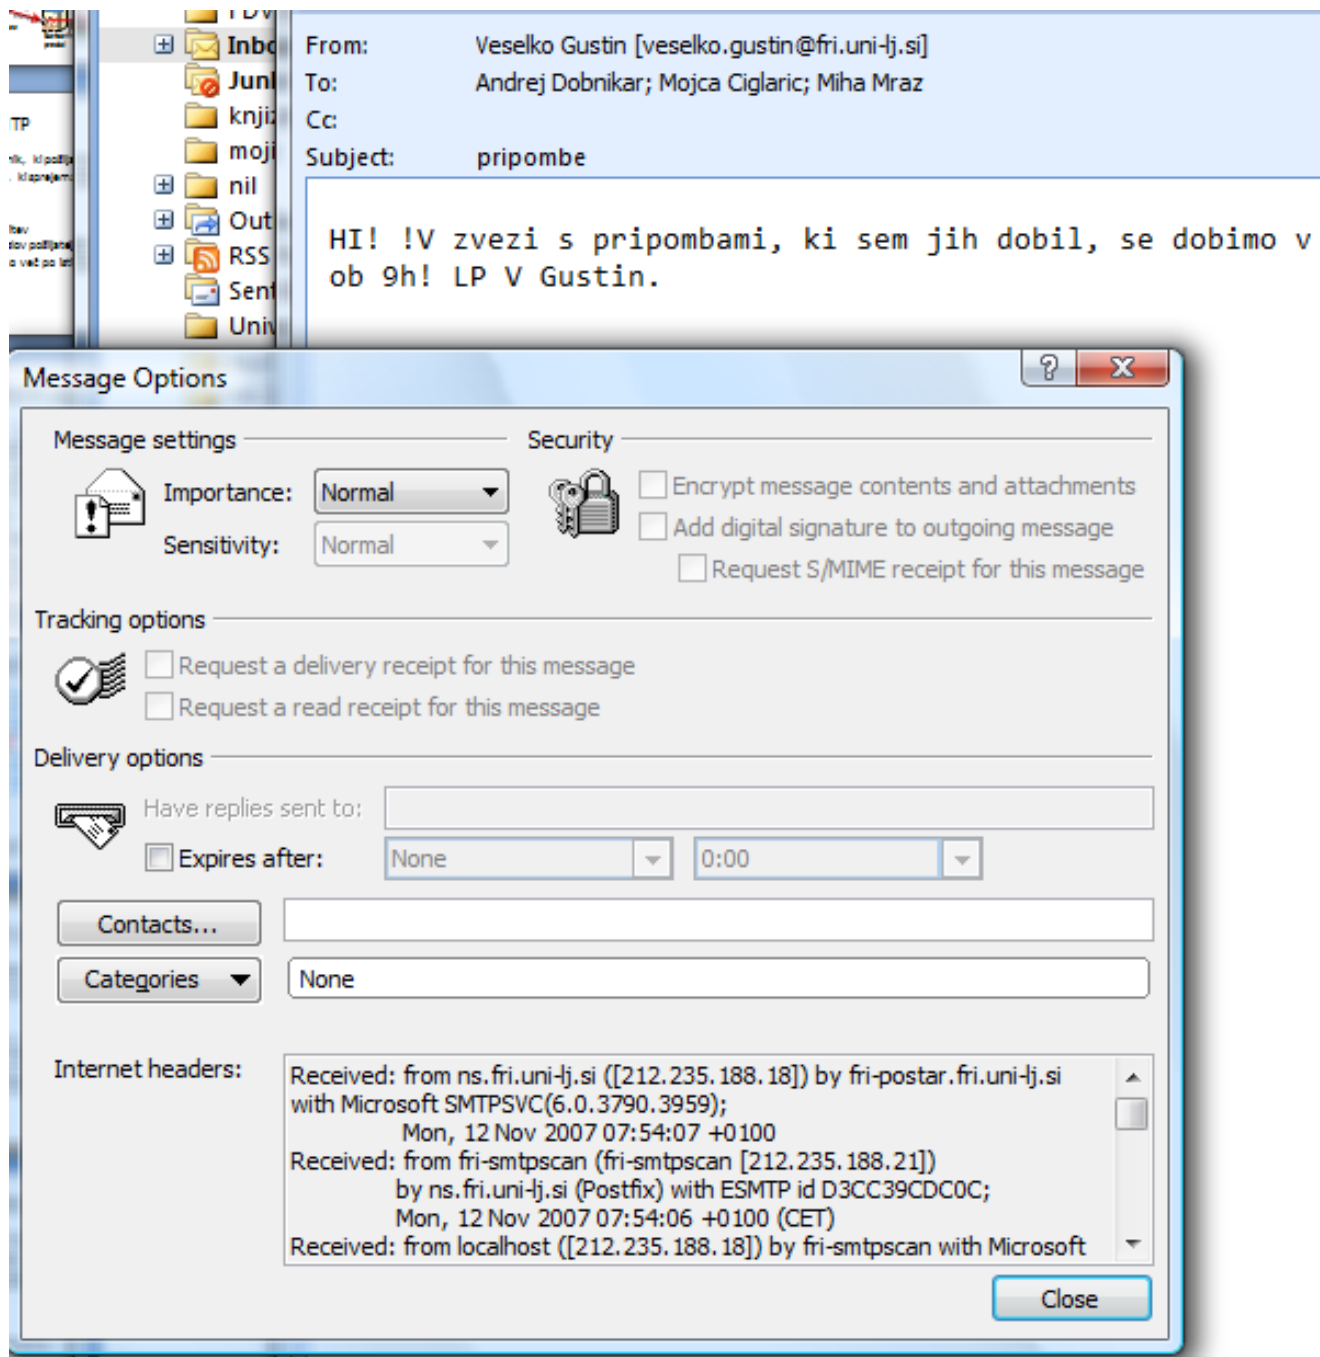 TP
Inbo
Junl
knjiz
moji
nil
Out
RSS
Sent
Univ
From: Veselko Gustin [veselko.gustin@fri.uni-lj.si]
To: Andrej Dobnikar; Mojca Ciglaric; Miha Mraz
Cc:
Subject: pripombe
HI! !V zvezi s pripombami, ki sem jih dobil, se dobimo v
ob 9h! LP V Gustin.
Message Options
Message settings
Security
Importance: Normal
Sensitivity: Normal
Encrypt message contents and attachments
Add digital signature to outgoing message
Request S/MIME receipt for this message
Tracking options
Request a delivery receipt for this message
Request a read receipt for this message
Delivery options
Have replies sent to:
Expires after: None 0:00
Contacts...
Categories None
Internet headers:
Received: from ns.fri.uni-lj.si ([212.235.188.18]) by fri-postar.fri.uni-lj.si
with Microsoft SMTPSVC(6.0.3790.3959);
Mon, 12 Nov 2007 07:54:07 +0100
Received: from fri-smtpscan (fri-smtpscan [212.235.188.21])
by ns.fri.uni-lj.si (Postfix) with ESMTP id D3CC39CDC0C;
Mon, 12 Nov 2007 07:54:06 +0100 (CET)
Received: from localhost ([212.235.188.18]) by fri-smtpscan with Microsoft
Close